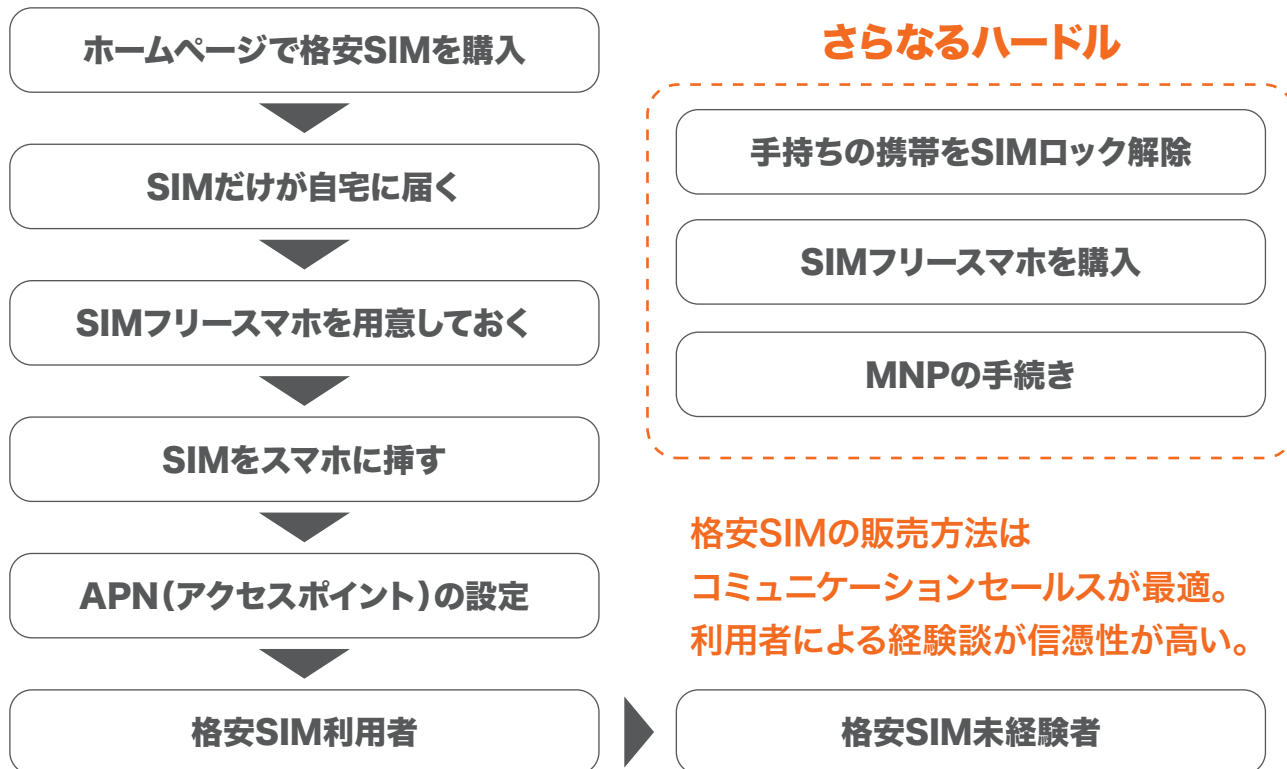 ホームページで格安SIMを購入
SIMだけが自宅に届く
SIMフリースマホを用意しておく
SIMをスマホに挿す
APN(アクセスポイント)の設定
格安SIM利用者
さらなるハードル
手持ちの携帯をSIMロック解除
SIMフリースマホを購入
MNPの手続き
格安SIMの販売方法は
コミュニケーションセールスが最適。
利用者による経験談が信憑性が高い。
格安SIM未経験者